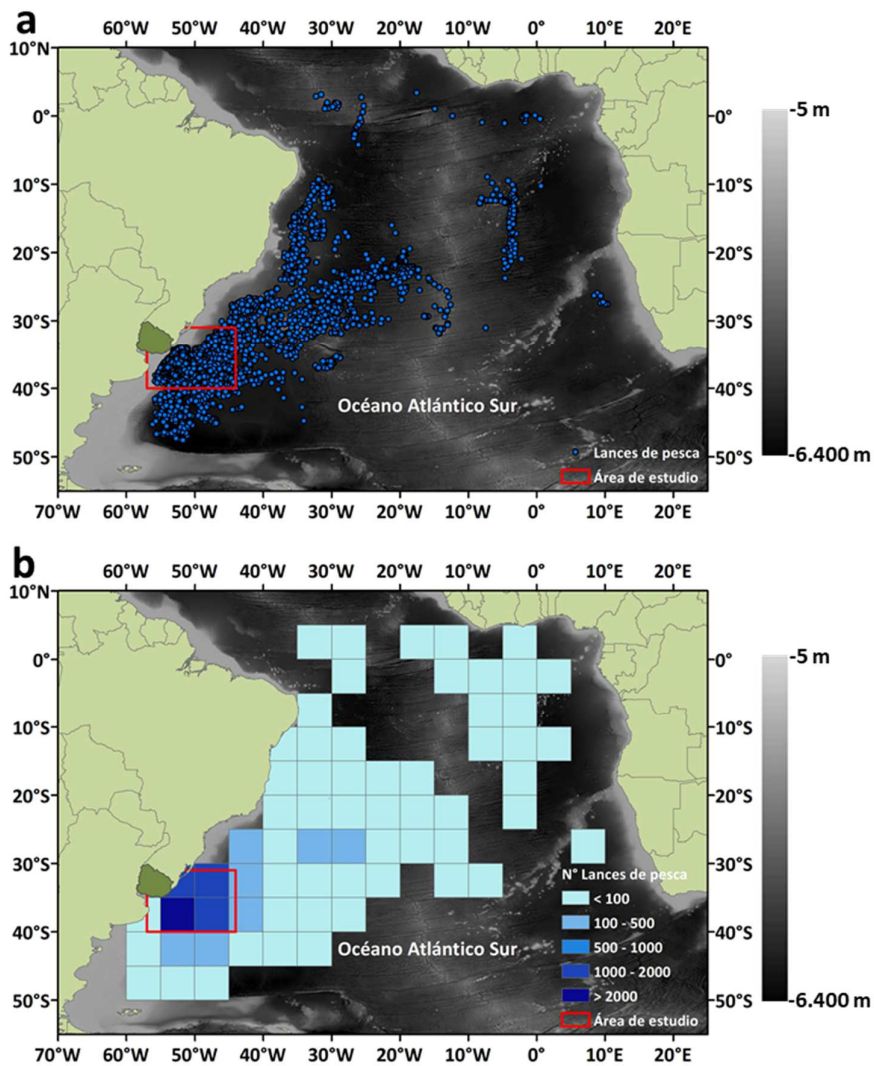 a
60°W 50°W 40°W 30°W 20°W 10°W 0° 10°E 20°E
10°N
0° 0°
10°S 10°S
20°S 20°S
30°S 30°S
40°S 40°S
50°S 50°S
-5 m
-6.400 m
Océano Atlántico Sur
Lances de pesca
Área de estudio
70°W 60°W 50°W 40°W 30°W 20°W 10°W 0° 10°E 20°E
b
60°W 50°W 40°W 30°W 20°W 10°W 0° 10°E 20°E
10°N
0° 0°
10°S 10°S
20°S 20°S
30°S 30°S
40°S 40°S
50°S 50°S
-5 m
-6.400 m
Océano Atlántico Sur
N° Lances de pesca
< 100
100 - 500
500 - 1000
1000 - 2000
> 2000
Área de estudio
70°W 60°W 50°W 40°W 30°W 20°W 10°W 0° 10°E 20°E